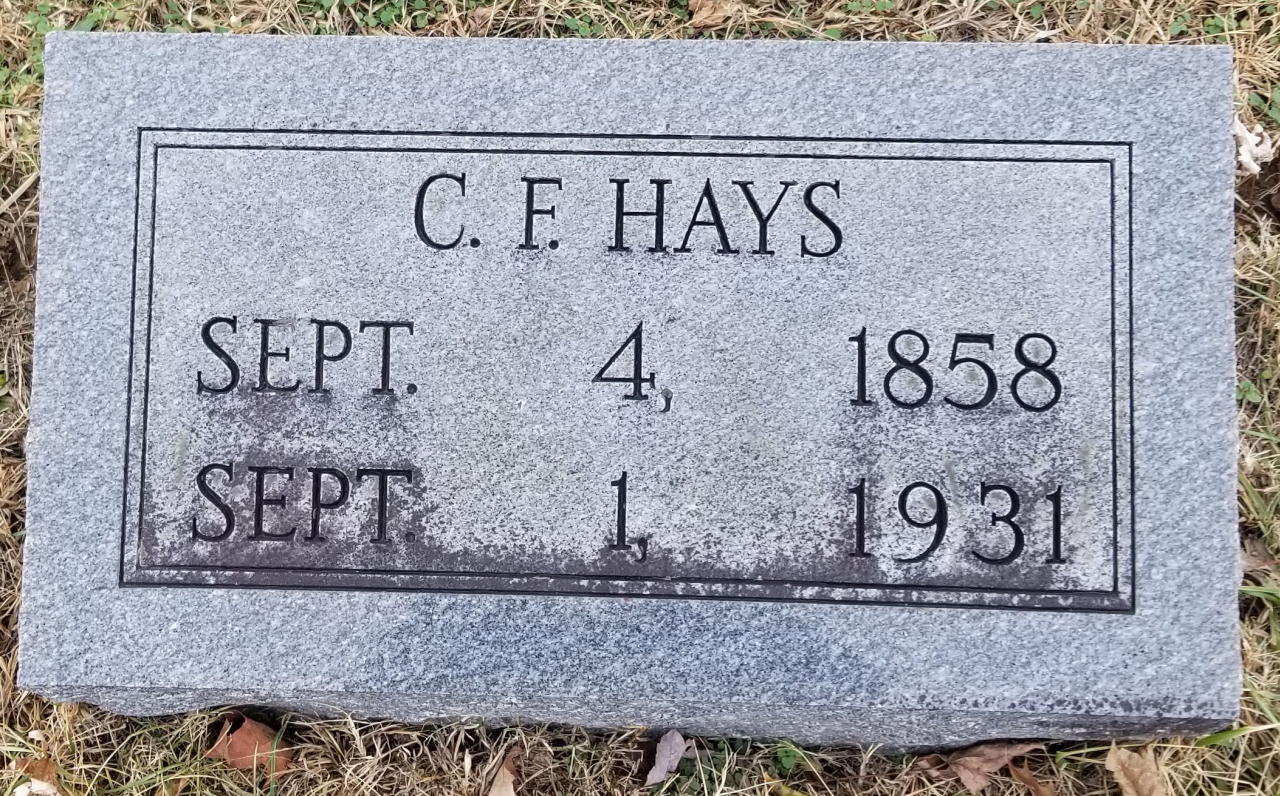 C. F. HAYS
SEPT. 4, 1858
SEPT. 1, 1931